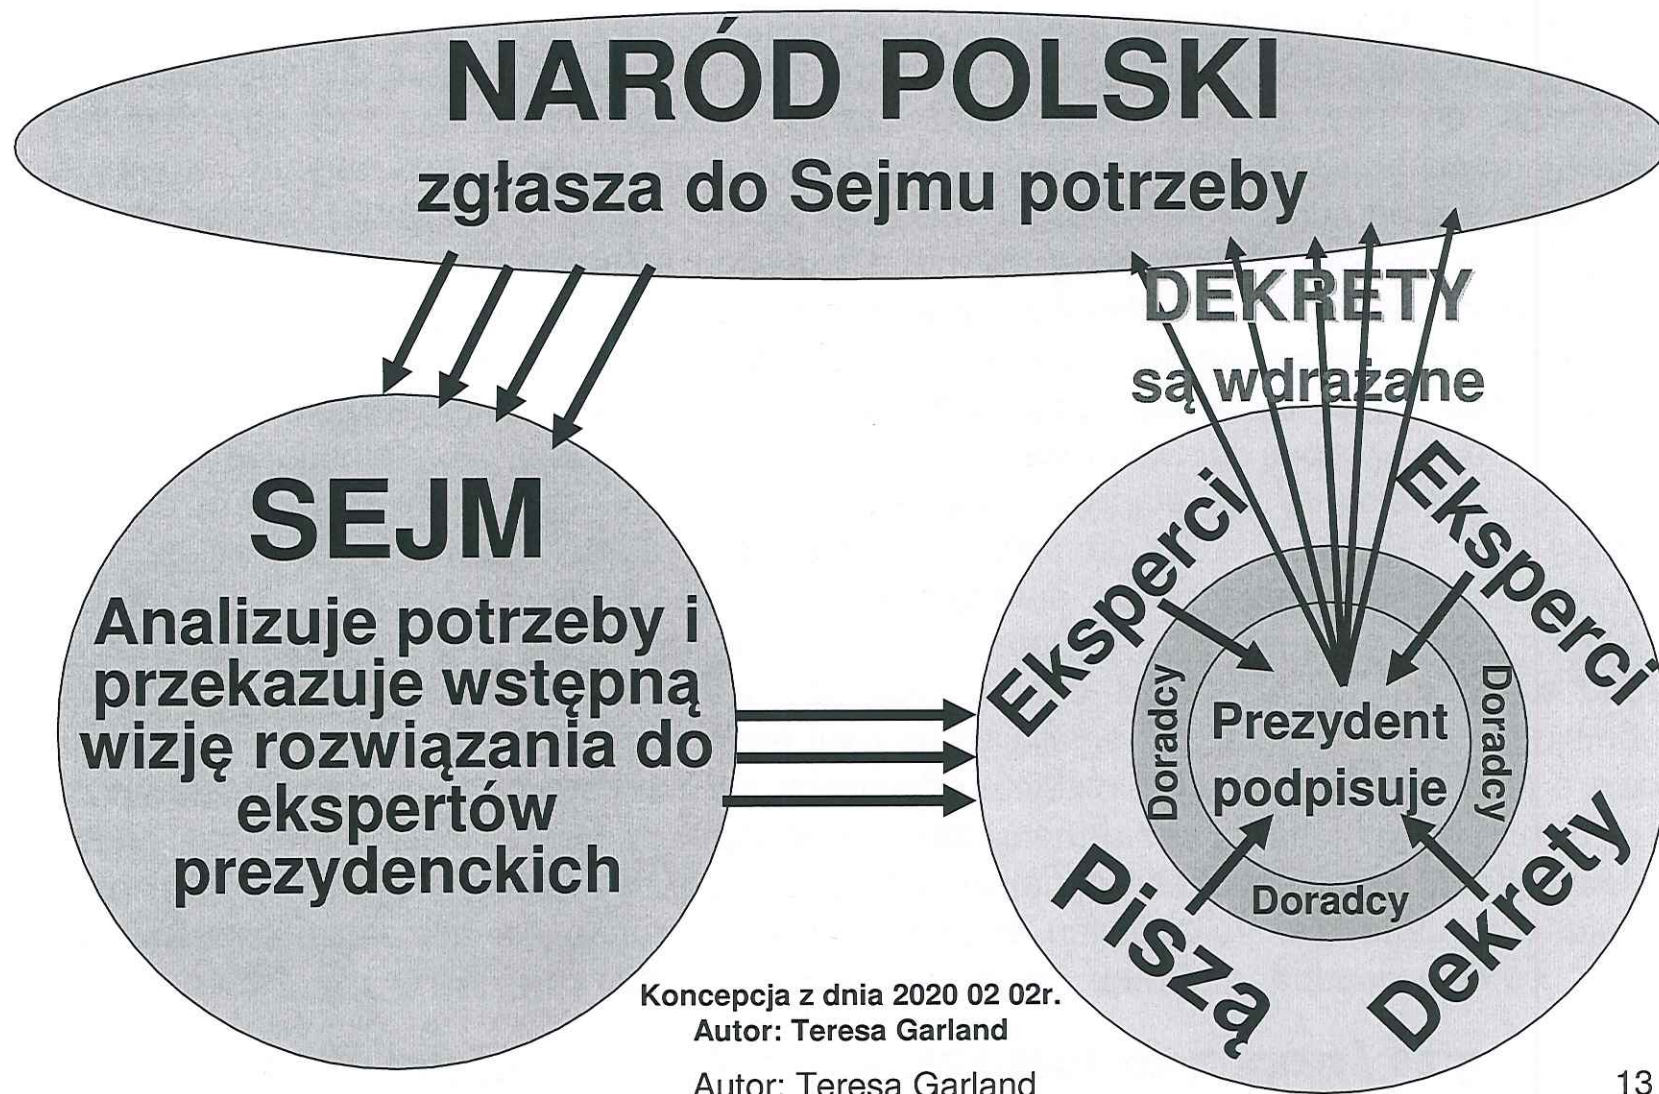 NARÓD POLSKI
zgłasza do Sejmu potrzeby
DEKRETY
są wdrażane
SEJM
Analizuje potrzeby i
przekazuje wstępną
wizję rozwiązania do
ekspertów
prezydenckich
Eksperci
Eksperci
Doradcy
Prezydent
podpisuje
Doradcy
Doradcy
Piszą
Dekrety
Koncepcja z dnia 2020 02 02r.
Autor: Teresa Garland
Autor: Teresa Garland
13